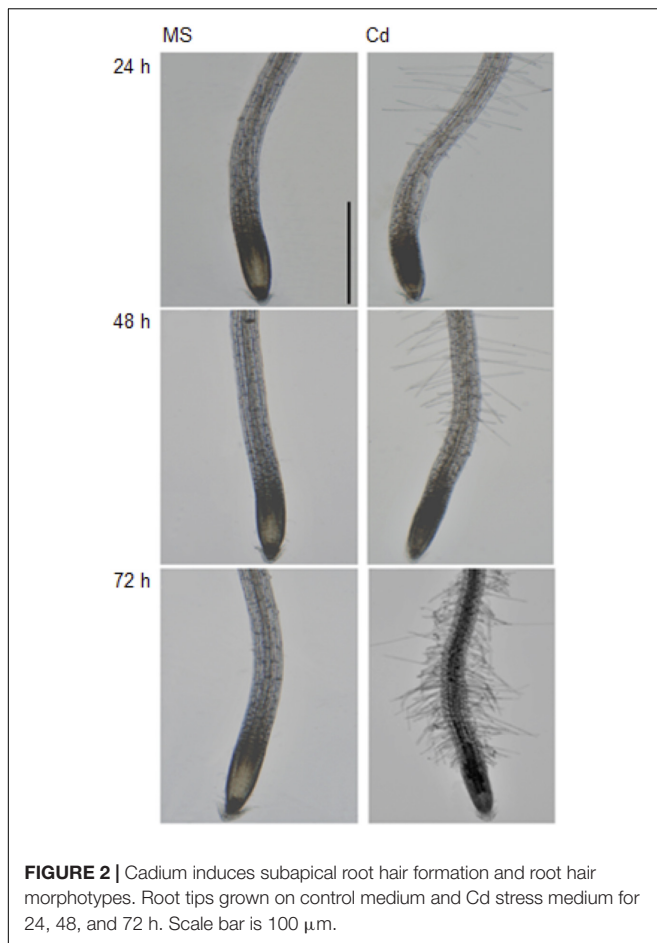 MS Cd
24 h
48 h
72 h
FIGURE 2 | Cadium induces subapical root hair formation and root hair
morphotypes. Root tips grown on control medium and Cd stress medium for
24, 48, and 72 h. Scale bar is 100 μm.